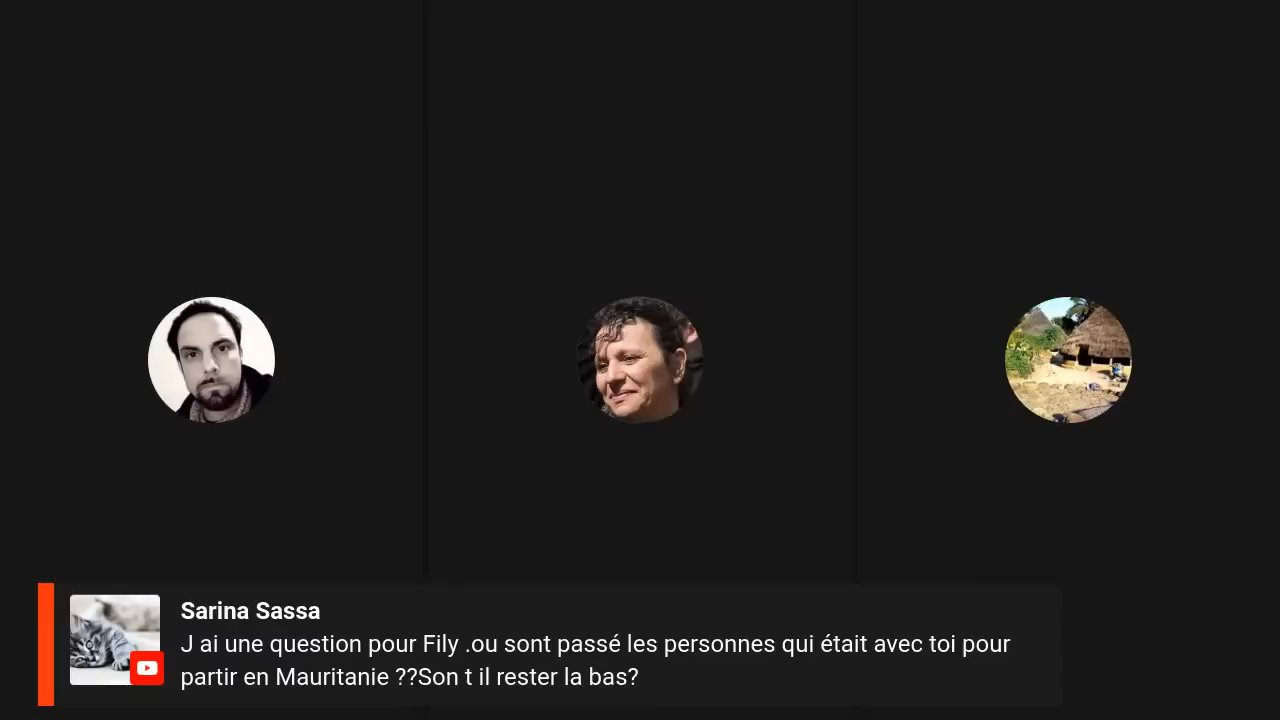 Sarina Sassa
J ai une question pour Fily .ou sont passé les personnes qui était avec toi pour
partir en Mauritanie ??Son t il rester la bas?